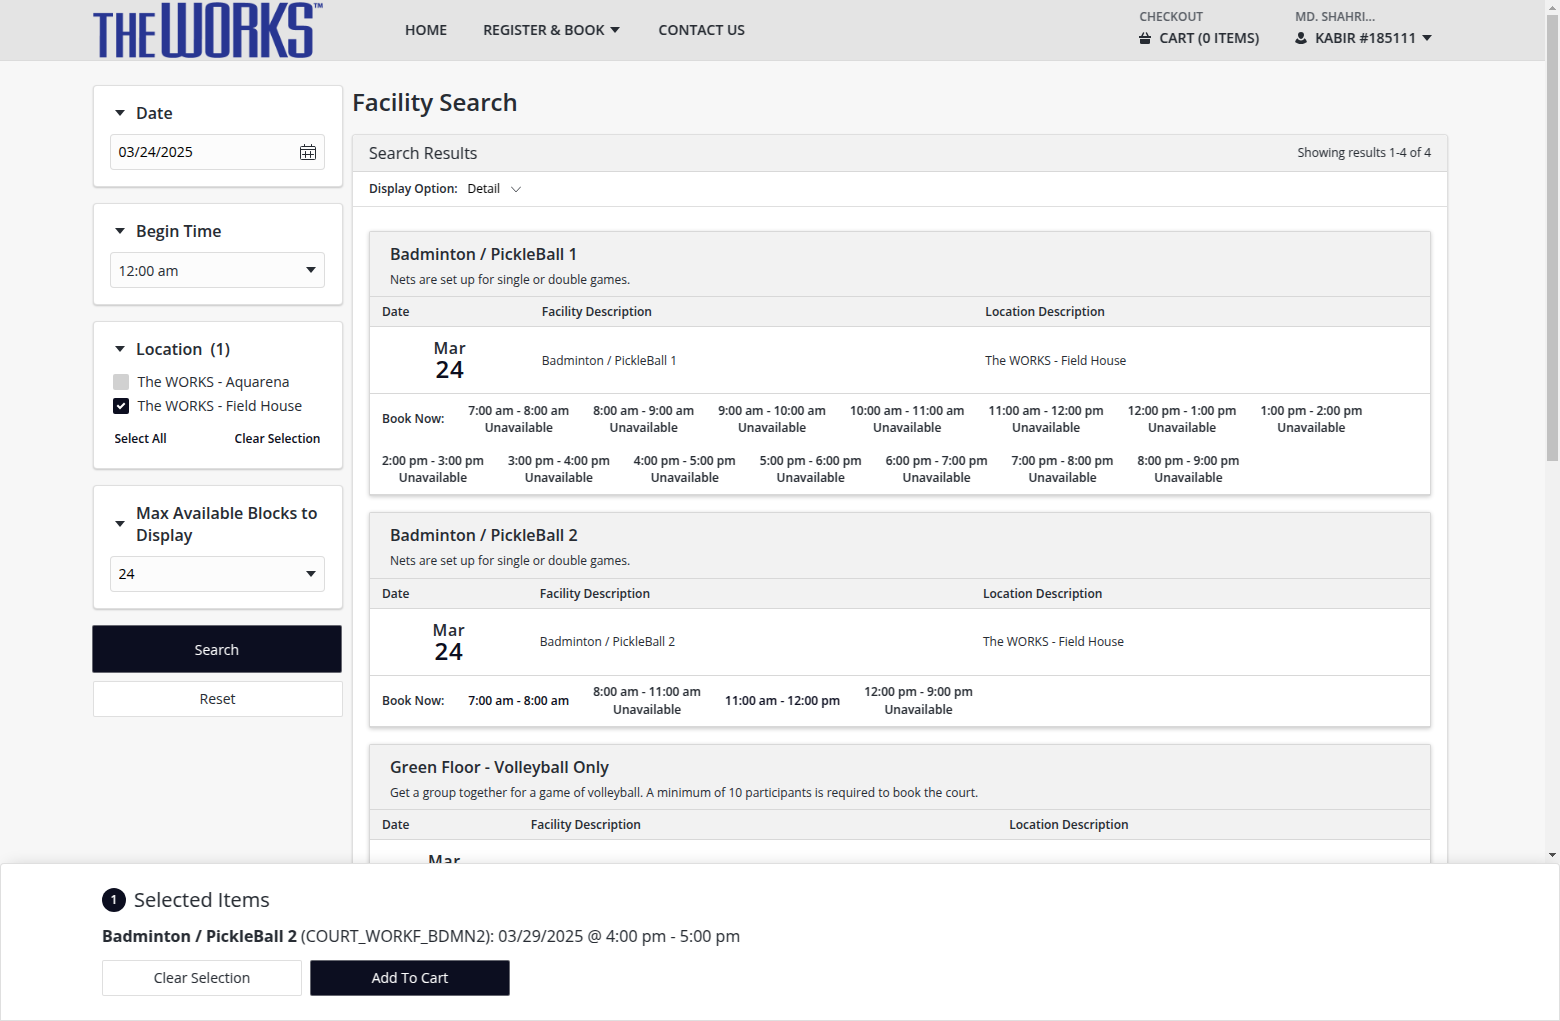 THE WORKS™
HOME
REGISTER & BOOK
CONTACT US
CHECKOUT
CART (0 ITEMS)
MD. SHAHRI...
KABIR #185111
Date
03/24/2025
Begin Time
12:00 am
Location (1)
The WORKS - Aquarena
The WORKS - Field House
Select All
Clear Selection
Max Available Blocks to
Display
24
Search
Reset
Facility Search
Search Results
Showing results 1-4 of 4
Display Option: Detail
Badminton / PickleBall 1
Nets are set up for single or double games.
Date Facility Description Location Description
Mar
24
Badminton / PickleBall 1
The WORKS - Field House
Book Now:
7:00 am - 8:00 am 8:00 am - 9:00 am 9:00 am - 10:00 am 10:00 am - 11:00 am 11:00 am - 12:00 pm 12:00 pm - 1:00 pm 1:00 pm - 2:00 pm
Unavailable Unavailable Unavailable Unavailable Unavailable Unavailable Unavailable
2:00 pm - 3:00 pm 3:00 pm - 4:00 pm 4:00 pm - 5:00 pm 5:00 pm - 6:00 pm 6:00 pm - 7:00 pm 7:00 pm - 8:00 pm 8:00 pm - 9:00 pm
Unavailable Unavailable Unavailable Unavailable Unavailable Unavailable Unavailable
Badminton / PickleBall 2
Nets are set up for single or double games.
Date Facility Description Location Description
Mar
24
Badminton / PickleBall 2
The WORKS - Field House
Book Now:
7:00 am - 8:00 am
8:00 am - 11:00 am
Unavailable
11:00 am - 12:00 pm
12:00 pm - 9:00 pm
Unavailable
Green Floor - Volleyball Only
Get a group together for a game of volleyball. A minimum of 10 participants is required to book the court.
Date Facility Description Location Description
Mar
1 Selected Items
Badminton / PickleBall 2 (COURT_WORKF_BDMN2): 03/29/2025 @ 4:00 pm - 5:00 pm
Clear Selection
Add To Cart